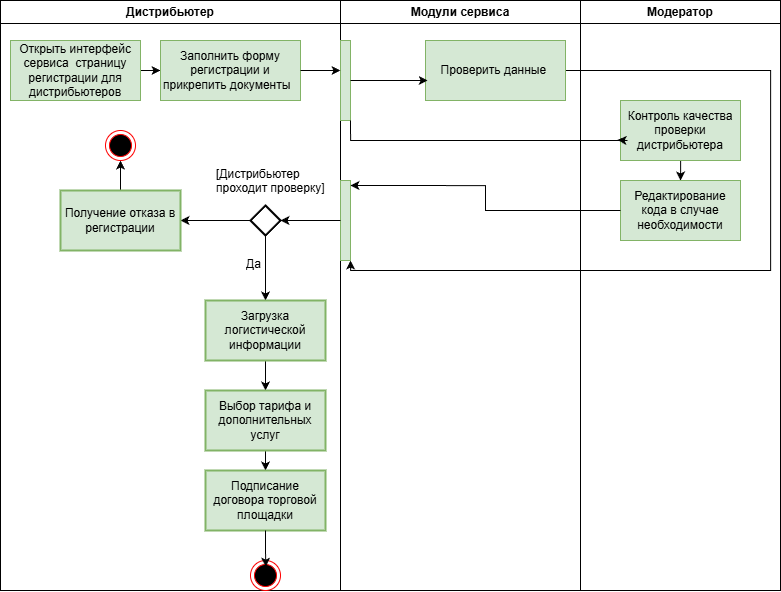 Дистрибьютер
Модули сервиса
Модератор
Открыть интерфейс
сервиса страницу
регистрации для
дистрибьютеров
Заполнить форму
регистрации и
прикрепить документы
Проверить данные
Контроль качества
проверки
дистрибьютера
Редактирование
кода в случае
необходимости
[Дистрибьютер
проходит проверку]
Получение отказа в
регистрации
Да
Загрузка
логистической
информации
Выбор тарифа и
дополнительных
услуг
Подписание
договора торговой
площадки